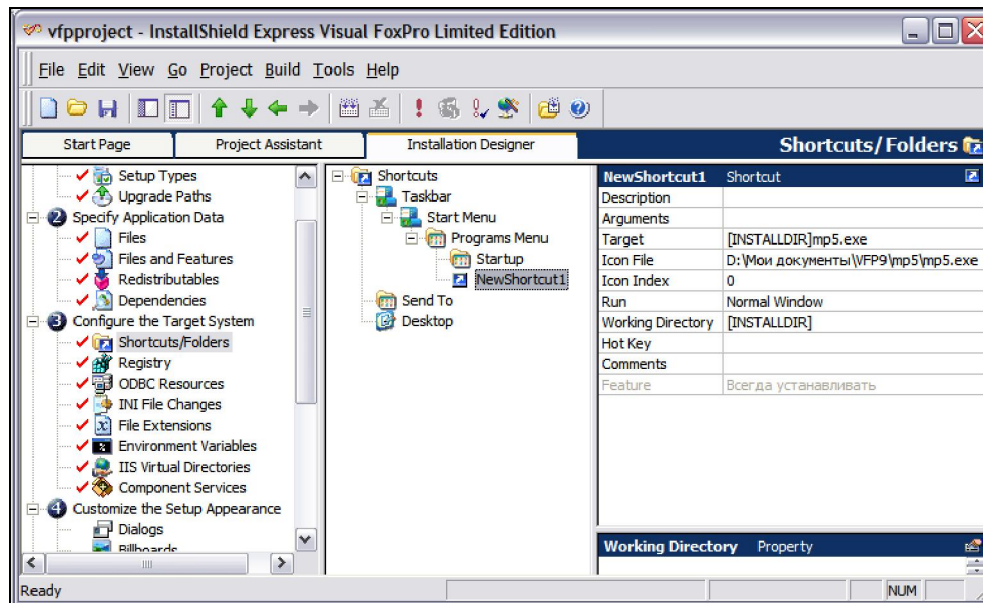 vfpproject - InstallShield Express Visual FoxPro Limited Edition
File Edit View Go Project Build Tools Help
Start Page Project Assistant Installation Designer Shortcuts/Folders
Setup Types
Upgrade Paths
2 Specify Application Data
Files
Files and Features
Redistributables
Dependencies
3 Configure the Target System
Shortcuts/Folders
Registry
ODBC Resources
INI File Changes
File Extensions
Environment Variables
IIS Virtual Directories
Component Services
4 Customize the Setup Appearance
Dialogs
Billboards
Shortcuts
Taskbar
Start Menu
Programs Menu
Startup
NewShortcut1
Send To
Desktop
NewShortcut1 Shortcut
Description
Arguments
Target [INSTALLDIR]mp5.exe
Icon File D:\Мои документы\VFP9\mp5\mp5.exe
Icon Index 0
Run Normal Window
Working Directory [INSTALLDIR]
Hot Key
Comments
Feature Всегда устанавливать
Working Directory Property
Ready NUM